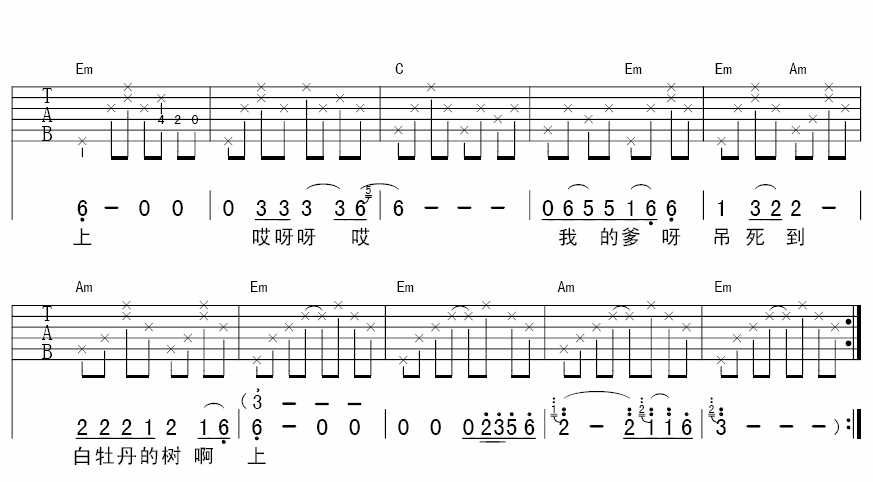 Em C Em Em Am
T A B 4 2 0
6 - 0 0 0 3 3 3 3 6 5 6 - - - 0 6 5 5 1 6 6 1 3 2 2 -
上 哎呀呀 哎 我 的爹 呀 吊 死 到
Am Em Em Am Em
T A B
( 3 - - -
2 2 2 1 2 1 6 6 - 0 0 0 0 0 2 3 5 6 1 2 - 2 2 1 1 6 2 3 - - - )
白牡丹的树 啊 上